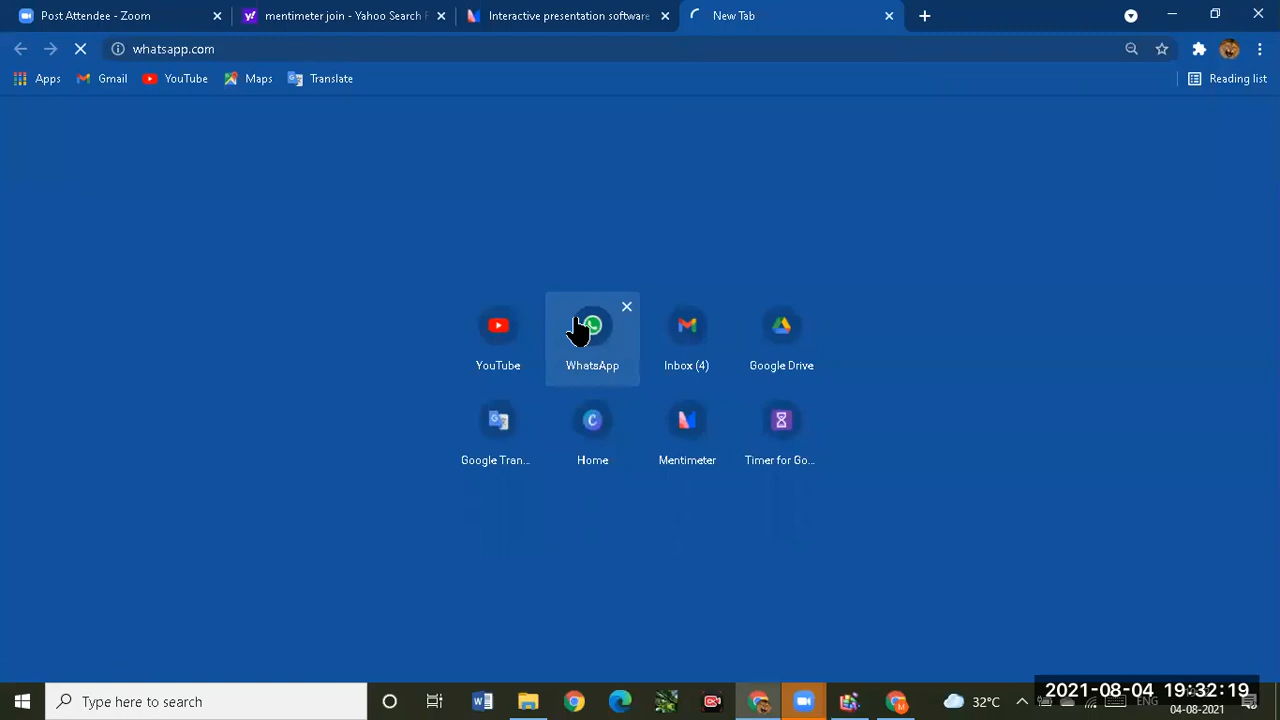 Post Attendee - Zoom
mentimeter join - Yahoo Search
Interactive presentation software
New Tab
whatsapp.com
Apps
Gmail
YouTube
Maps
Translate
Reading list
YouTube
WhatsApp
Inbox (4)
Google Drive
Google Tran...
Home
Mentimeter
Timer for Go...
Type here to search
32°C
ENG
2021-08-04 19:32:19
04-08-2021